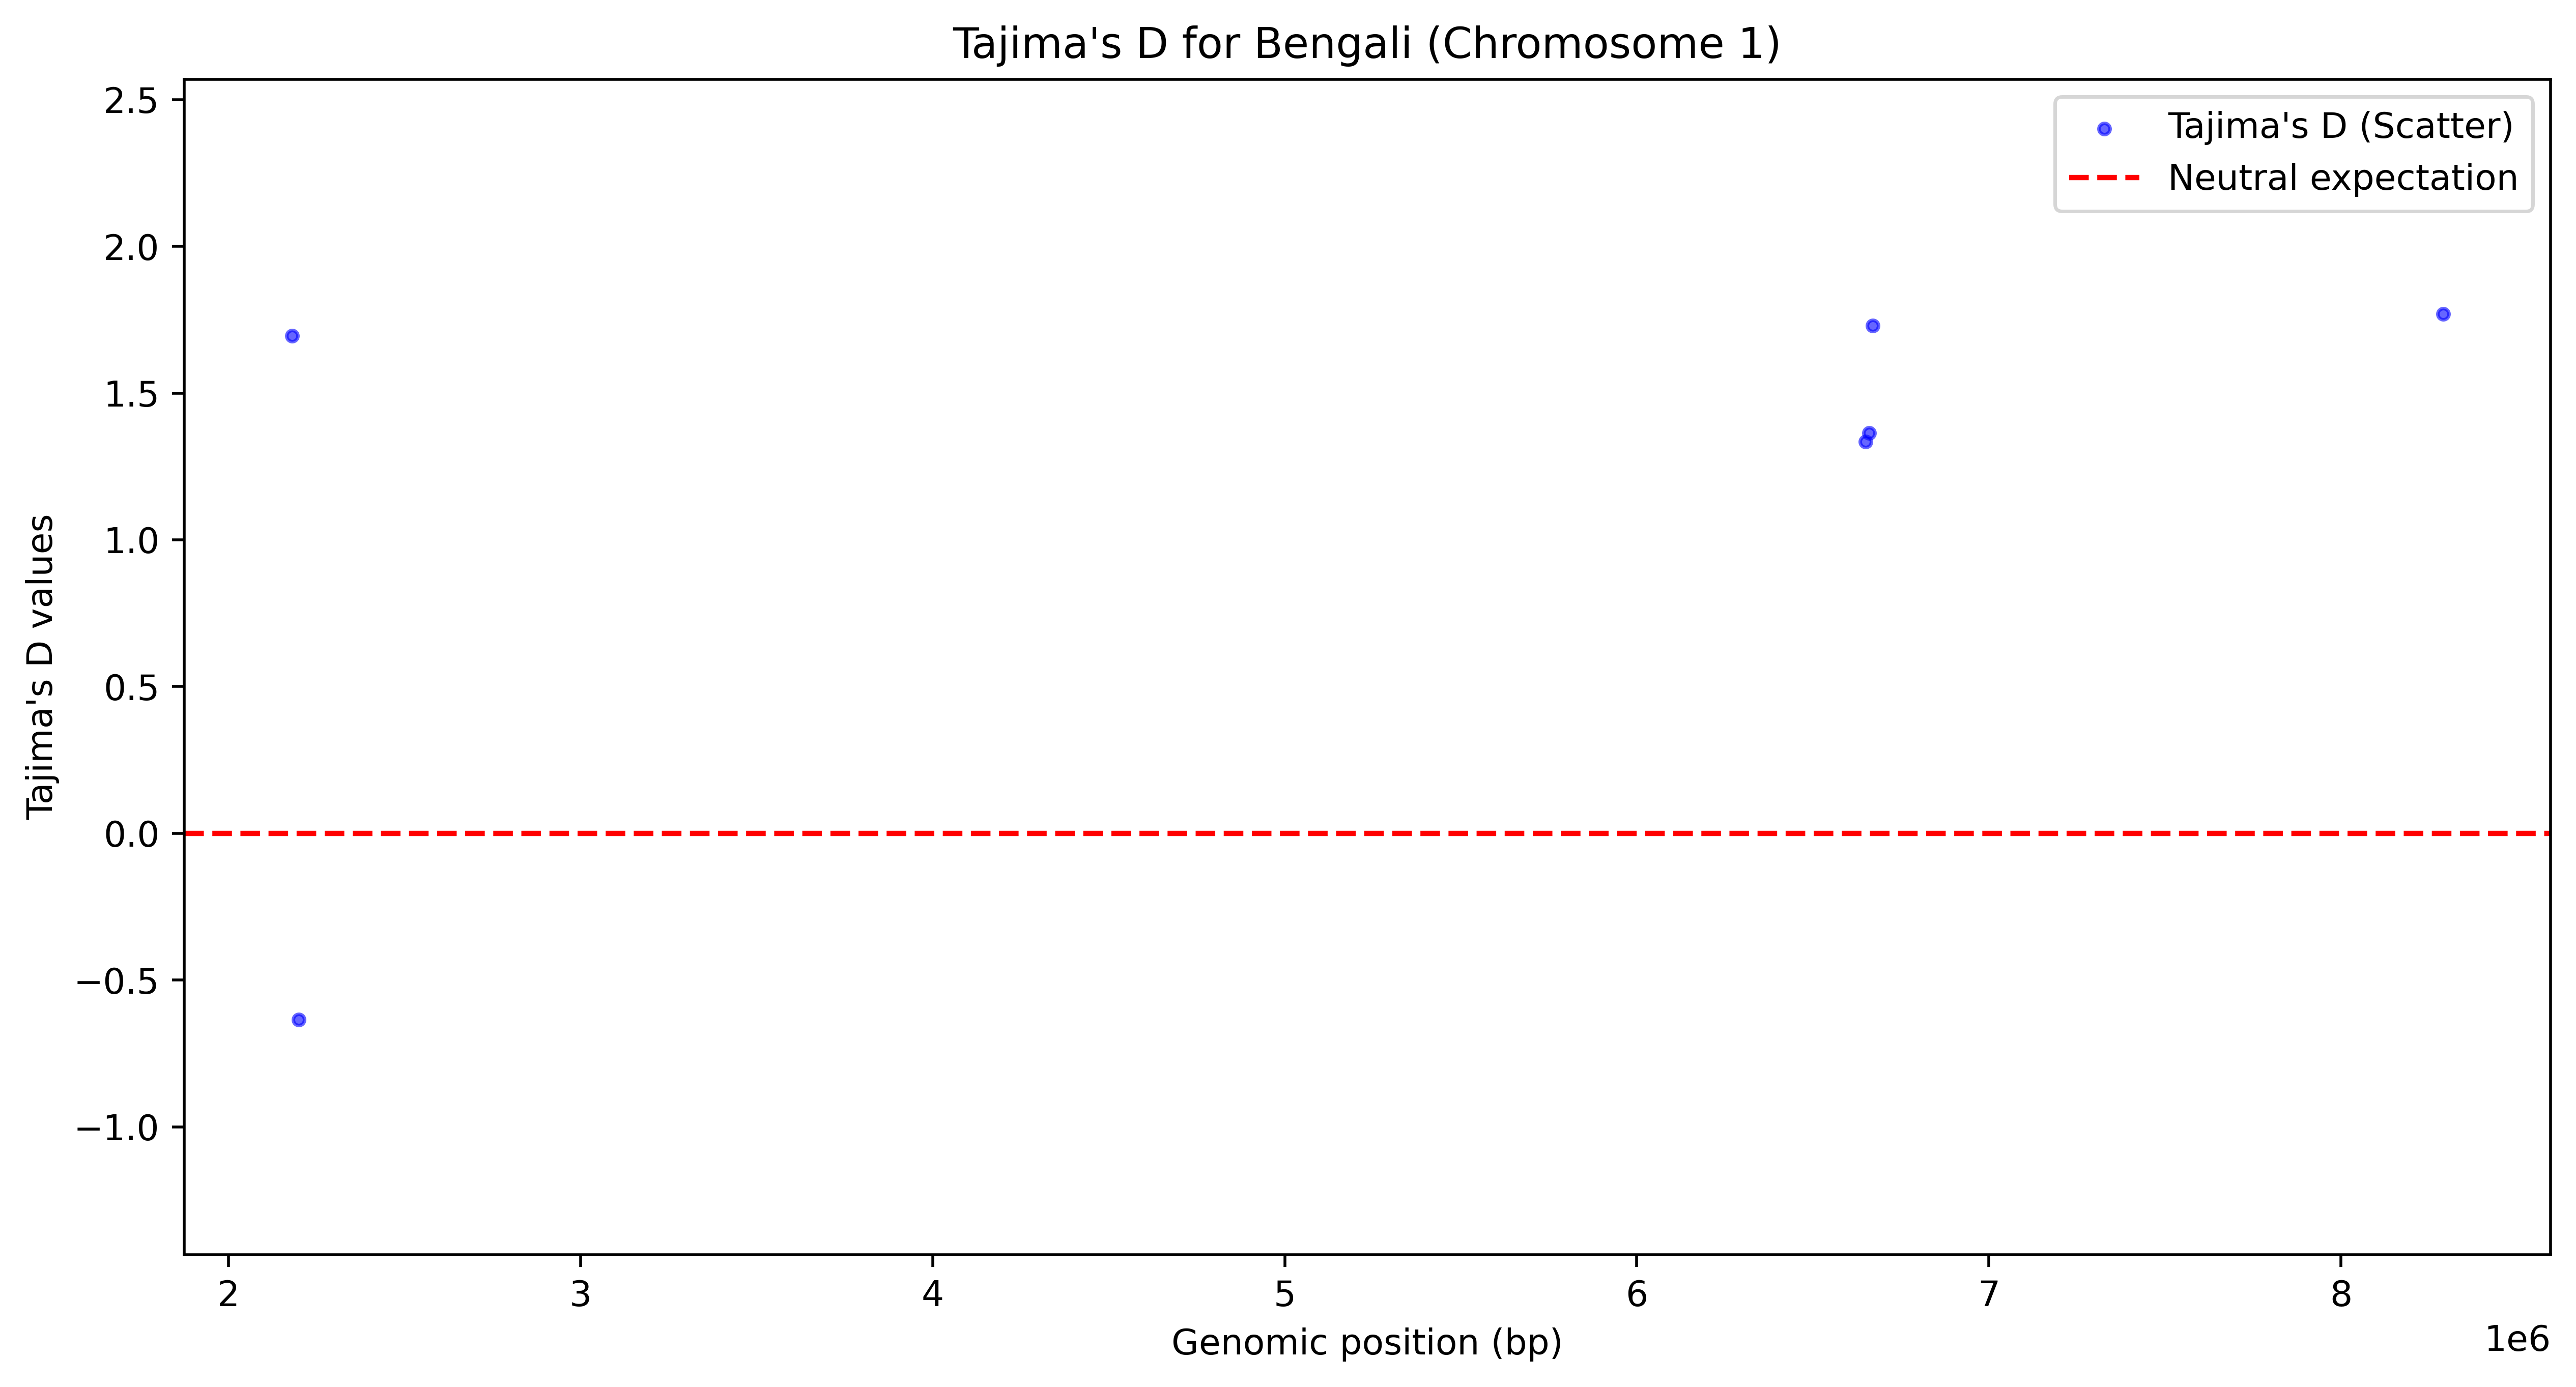 Tajima's D for Bengali (Chromosome 1)
Tajima's D (Scatter)
Neutral expectation
Tajima's D values
2.5
2.0
1.5
1.0
0.5
0.0
−0.5
−1.0
2 3 4 5 6 7 8
1e6
Genomic position (bp)